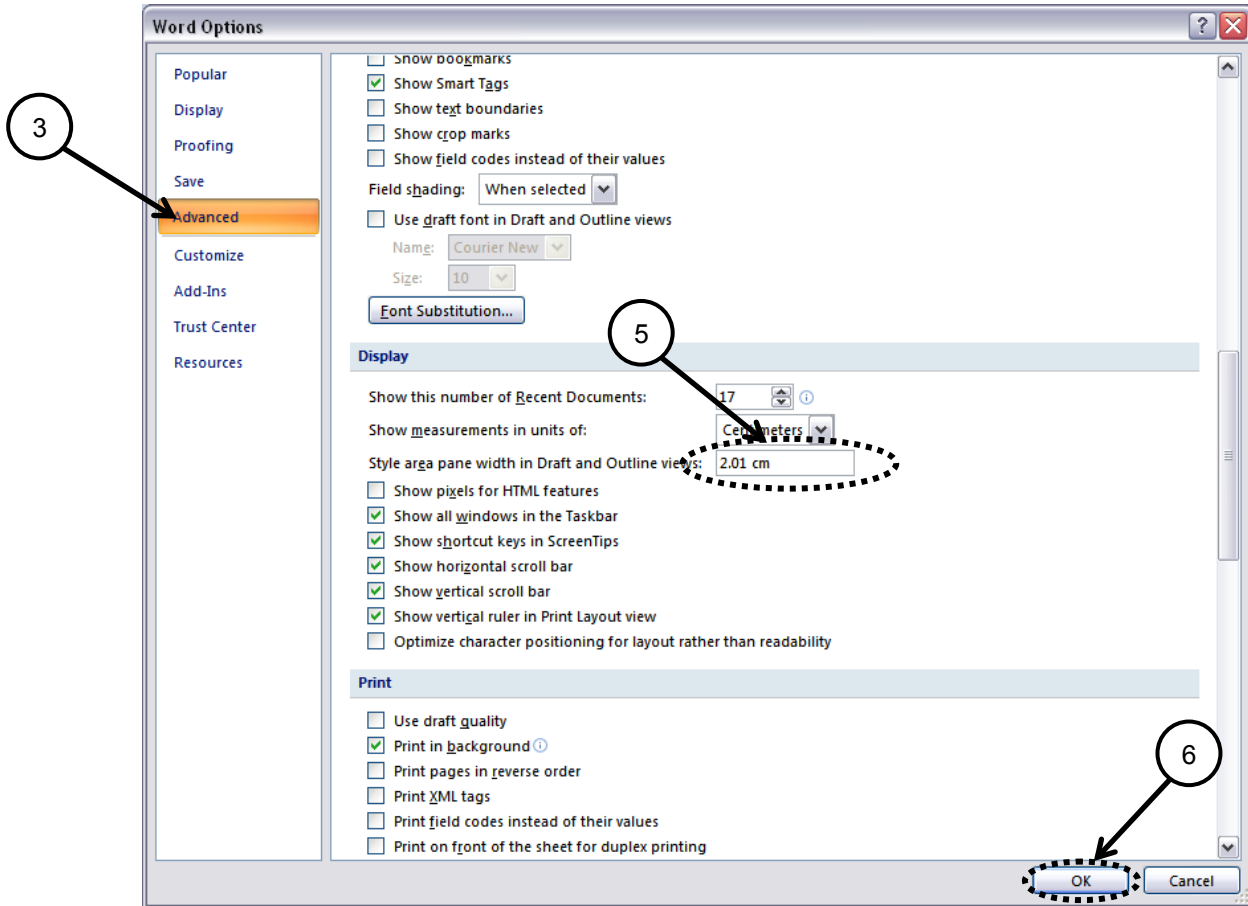 Word Options
Popular
Display
Proofing
Save
Advanced
Customize
Add-Ins
Trust Center
Resources
3
Show bookmarks
Show Smart Tags
Show text boundaries
Show crop marks
Show field codes instead of their values
Field shading: When selected
Use draft font in Draft and Outline views
Name: Courier New
Size: 10
Font Substitution...
5
Display
Show this number of Recent Documents: 17
Show measurements in units of: Centimeters
Style area pane width in Draft and Outline views: 2.01 cm
Show pixels for HTML features
Show all windows in the Taskbar
Show shortcut keys in ScreenTips
Show horizontal scroll bar
Show vertical scroll bar
Show vertical ruler in Print Layout view
Optimize character positioning for layout rather than readability
Print
Use draft quality
Print in background
Print pages in reverse order
Print XML tags
Print field codes instead of their values
Print on front of the sheet for duplex printing
6
OK Cancel